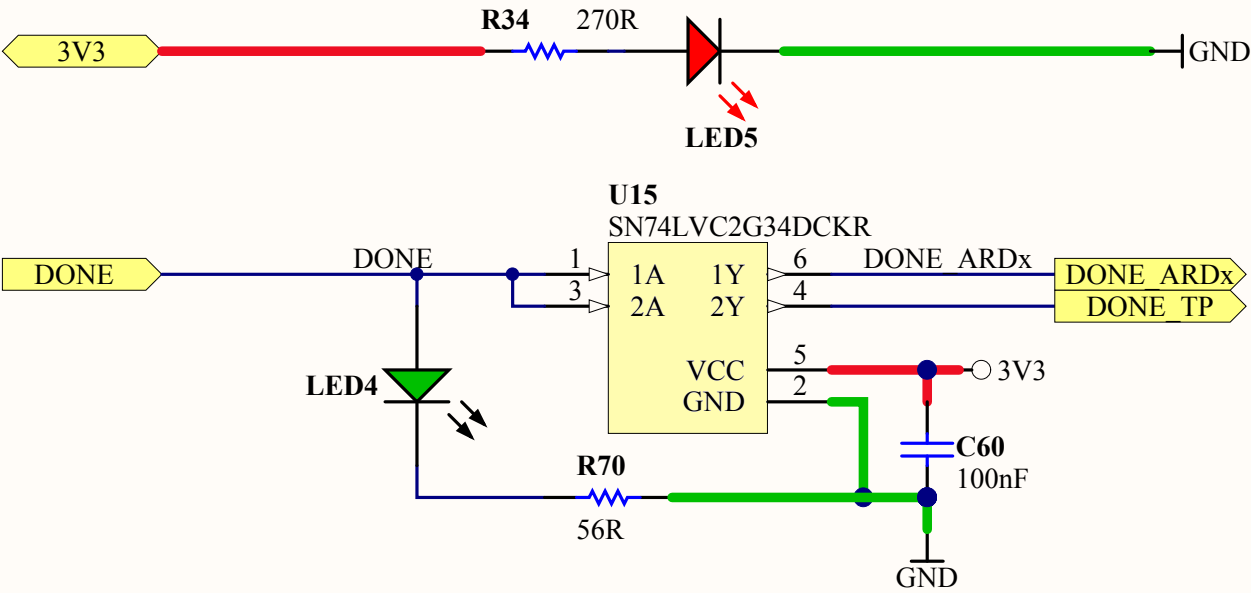 R34 270R
3V3
GND
LED5
U15
SN74LVC2G34DCKR
DONE
DONE
1
3
1A
2A
1Y
2Y
6
4
DONE_ARDx
DONE_ARDx
DONE_TP
VCC
GND
5
2
3V3
LED4
C60
100nF
R70
56R
GND